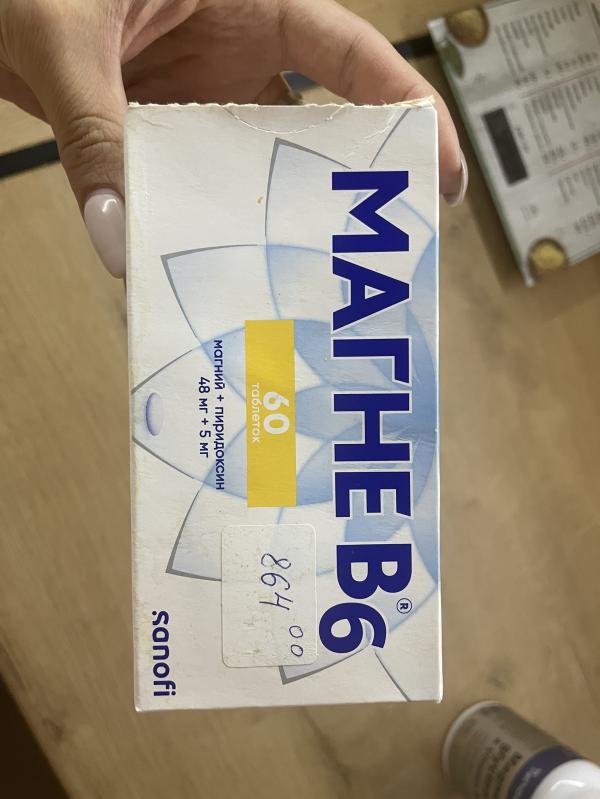 МАГНЕ B6®
60
таблеток
магний + пиридоксин
48 мг + 5 мг
864 00
sanofi